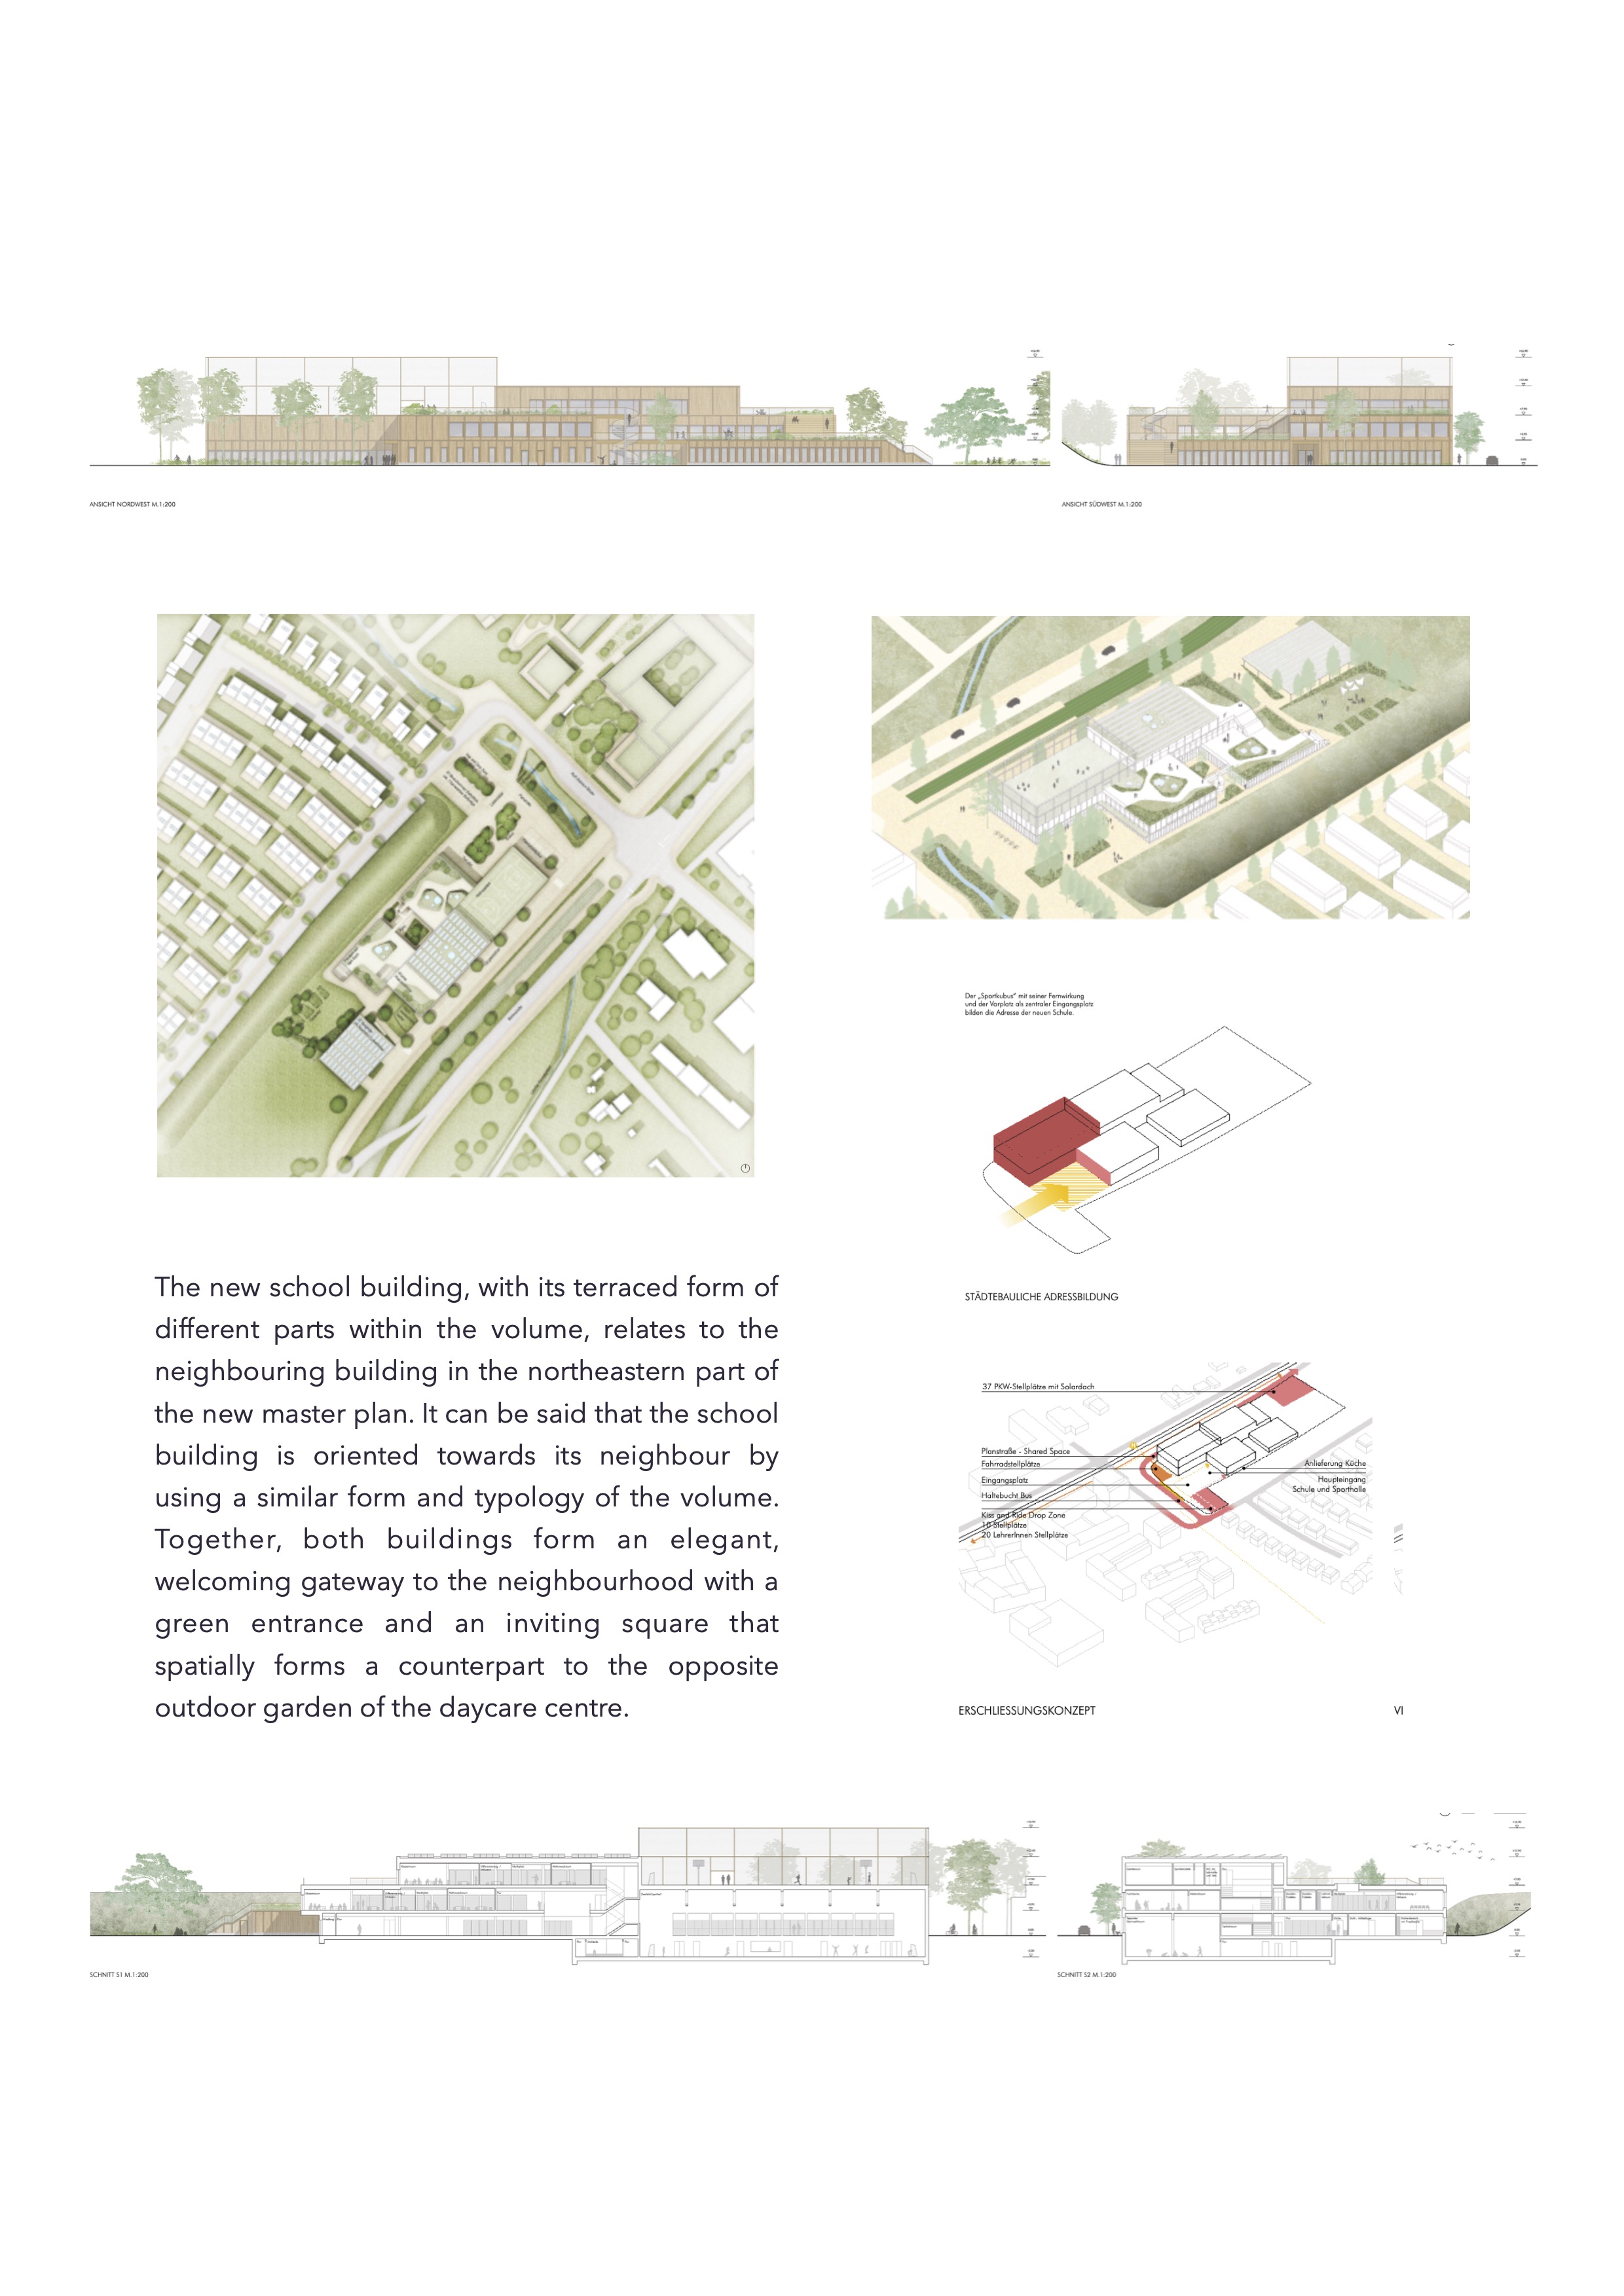 ANSICHT NORDWEST M.1:200
ANSICHT SÜDWEST M.1:200
Der „Sportkubus" mit seiner Fernwirkung
und der Vorplatz als zentraler Eingangsplatz
bilden die Adresse der neuen Schule.
STÄDTEBAULICHE ADRESSBILDUNG
The new school building, with its terraced form of
different parts within the volume, relates to the
neighbouring building in the northeastern part of
the new master plan. It can be said that the school
building is oriented towards its neighbour by
using a similar form and typology of the volume.
Together, both buildings form an elegant,
welcoming gateway to the neighbourhood with a
green entrance and an inviting square that
spatially forms a counterpart to the opposite
outdoor garden of the daycare centre.
37 PKW-Stellplätze mit Solardach
Planstraße - Shared Space
Fahrradstellplätze
Eingangsplatz
Haltebucht Bus
Kiss and Ride Drop Zone
10 Stellplätze
20 LehrerInnen Stellplätze
Anlieferung Küche
Haupteingang
Schule und Sporthalle
ERSCHLIESSUNGSKONZEPT
VI
SCHNITT S1 M.1:200
SCHNITT S2 M.1:200